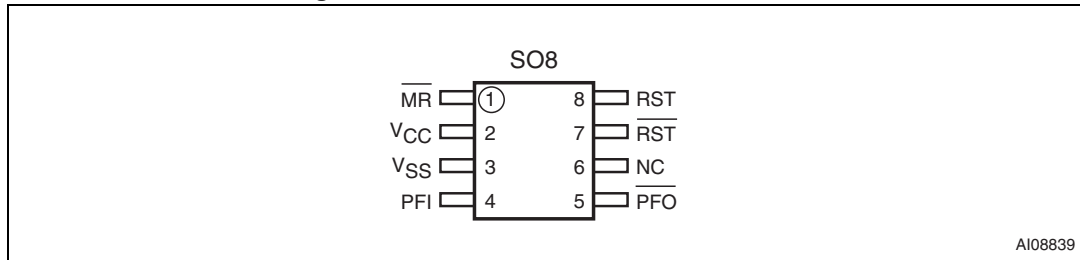 SO8
MR 1 8 RST
VCC 2 7 RST
VSS 3 6 NC
PFI 4 5 PFO
AI08839